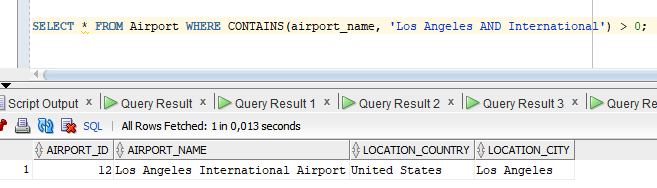 SELECT * FROM Airport WHERE CONTAINS(airport_name, 'Los Angeles AND International') > 0;
Script Output x Query Result x Query Result 1 x Query Result 2 x Query Result 3 x Query Re
SQL | All Rows Fetched: 1 in 0,013 seconds
AIRPORT_ID AIRPORT_NAME LOCATION_COUNTRY LOCATION_CITY
1 12 Los Angeles International Airport United States Los Angeles